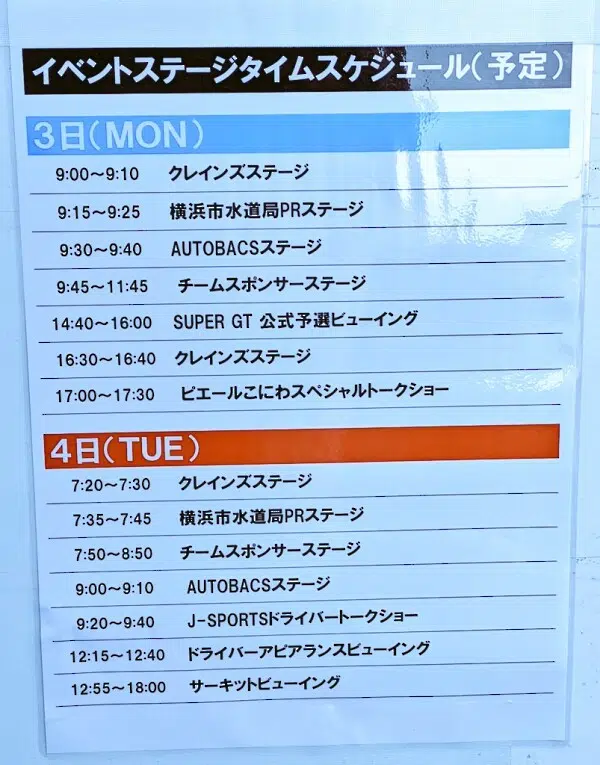 イベントステージタイムスケジュール(予定)
3日(MON)
9:00～9:10 クレインズステージ
9:15～9:25 横浜市水道局PRステージ
9:30～9:40 AUTOBACSステージ
9:45～11:45 チームスポンサーステージ
14:40～16:00 SUPER GT 公式予選ビューイング
16:30～16:40 クレインズステージ
17:00～17:30 ピエールこにわスペシャルトークショー
4日(TUE)
7:20～7:30 クレインズステージ
7:35～7:45 横浜市水道局PRステージ
7:50～8:50 チームスポンサーステージ
9:00～9:10 AUTOBACSステージ
9:20～9:40 J-SPORTSドライバートークショー
12:15～12:40 ドライバーアピアランスビューイング
12:55～18:00 サーキットビューイング